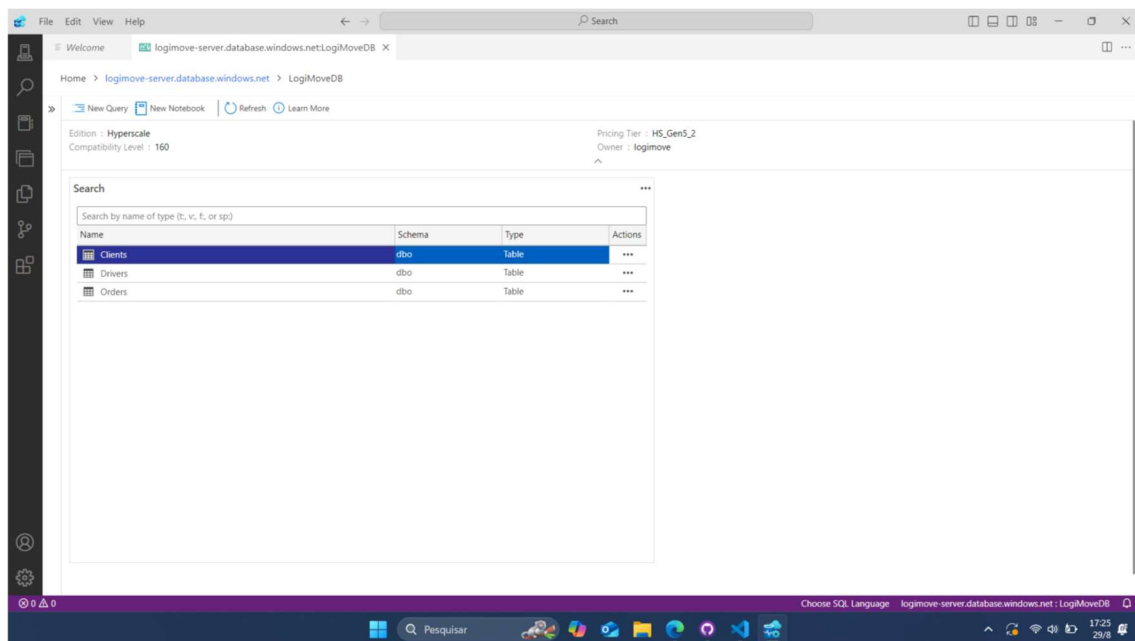 File Edit View Help
Search
Welcome
logimove-server.database.windows.net:LogiMoveDB
Home > logimove-server.database.windows.net > LogiMoveDB
New Query New Notebook Refresh Learn More
Edition : Hyperscale
Pricing Tier : HS_Gen5_2
Compatibility Level : 160
Owner : logimove
Search
Search by name of type (t:, v:, f:, or sp:)
Name Schema Type Actions
Clients dbo Table
Drivers dbo Table
Orders dbo Table
0 0
Choose SQL Language logimove-server.database.windows.net : LogiMoveDB
Pesquisar
17:25
29/8